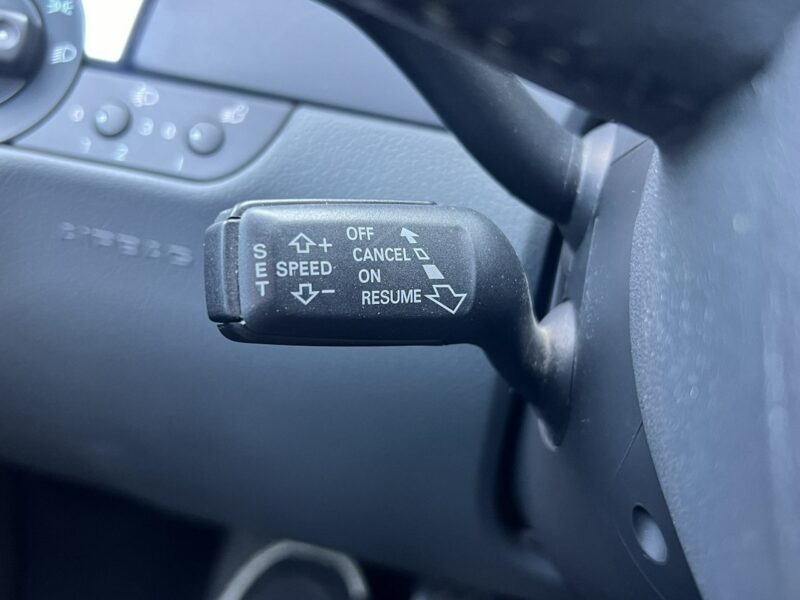 SET
+
SPEED
−
OFF
CANCEL
ON
RESUME